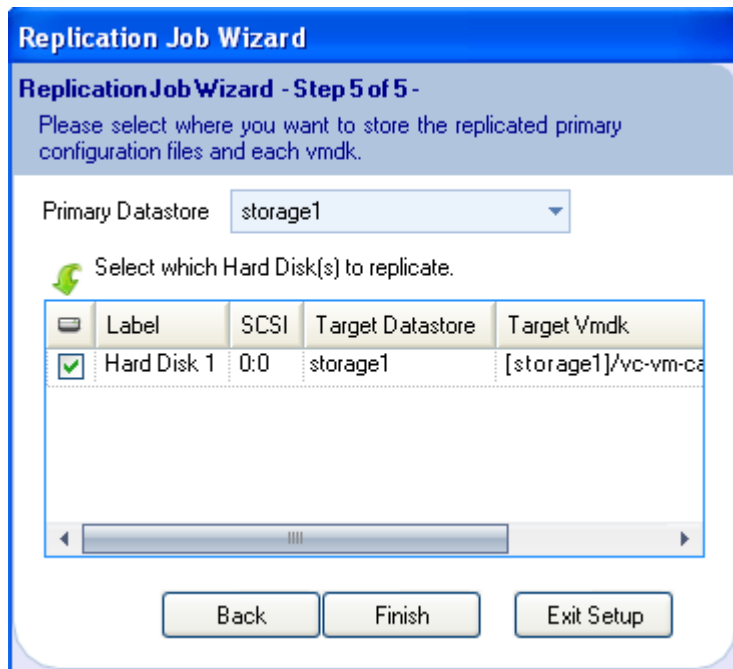 Replication Job Wizard
Replication Job Wizard - Step 5 of 5 -
Please select where you want to store the replicated primary
configuration files and each vmdk.
Primary Datastore storage1
Select which Hard Disk(s) to replicate.
Label SCSI Target Datastore Target Vmdk
Hard Disk 1 0:0 storage1 [storage1]/vc-vm-ca
Back Finish Exit Setup